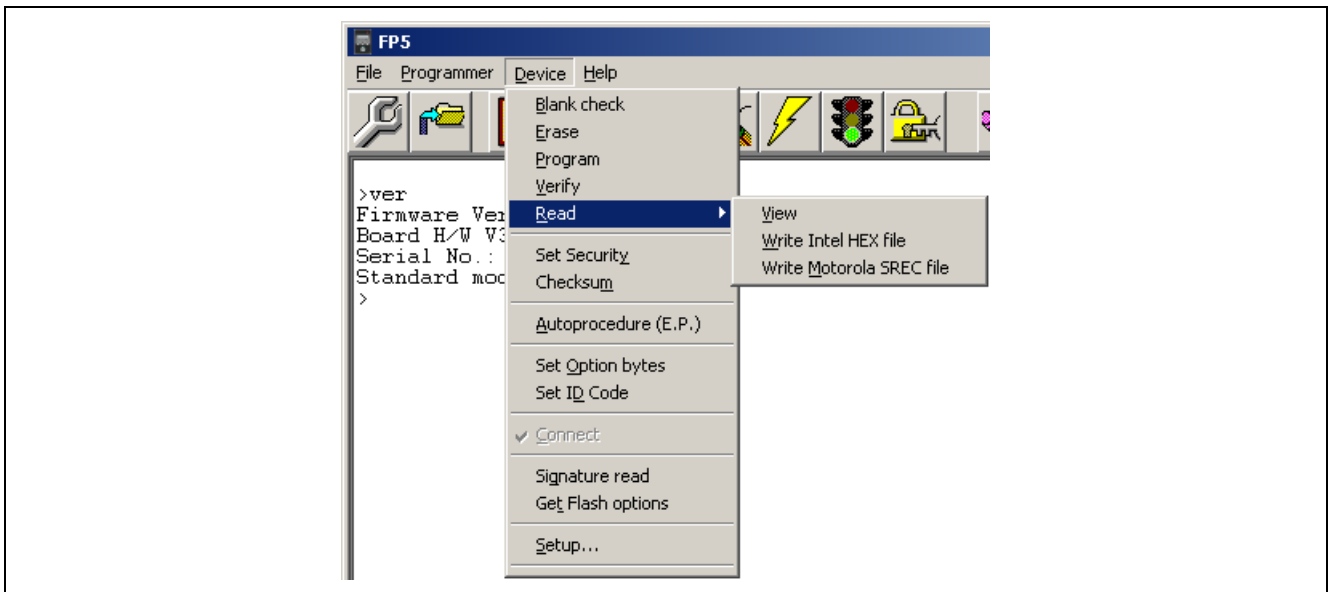 FP5
File Programmer Device Help
>ver
Firmware Ver
Board H/W V3
Serial No.:
Standard mod
>
Blank check
Erase
Program
Verify
Read
Set Security
Checksum
Autoprocedure (E.P.)
Set Option bytes
Set ID Code
Connect
Signature read
Get Flash options
Setup...
View
Write Intel HEX file
Write Motorola SREC file